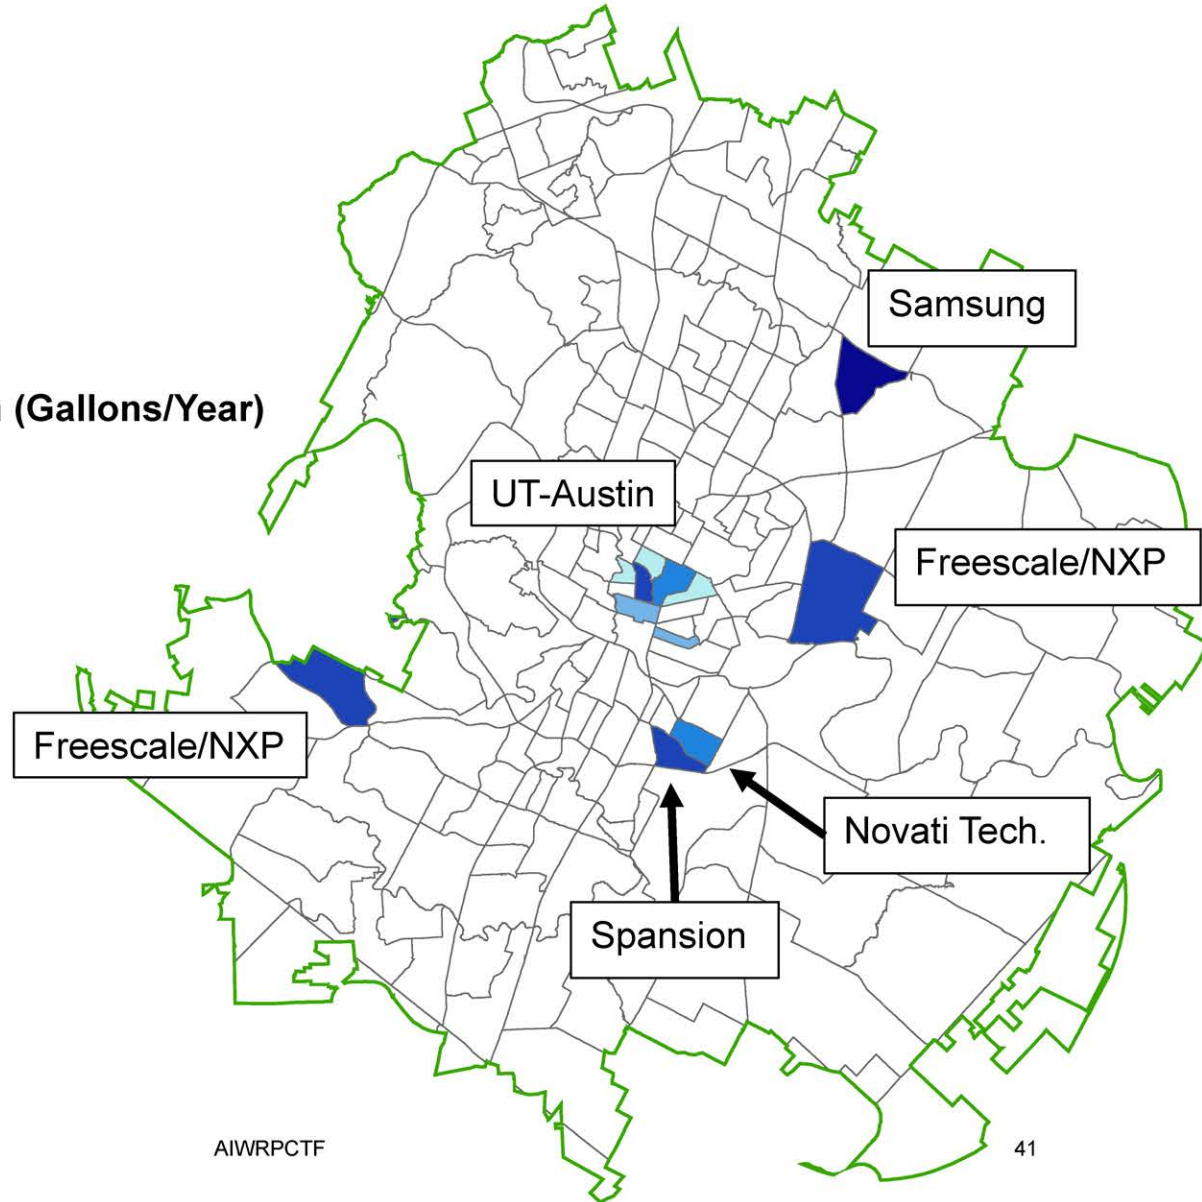 Samsung
(Gallons/Year)
UT-Austin
Freescale/NXP
Freescale/NXP
Novati Tech.
Spansion
AIWRPCTF
41